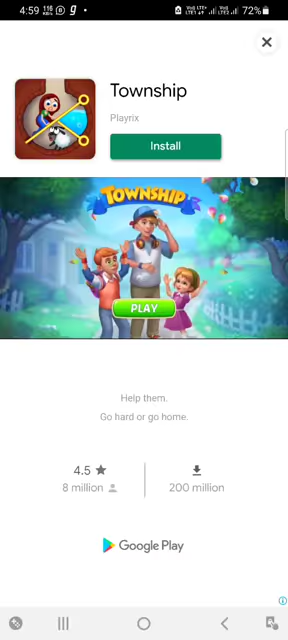 4:59
72%
Township
Playrix
Install
TOWNSHIP
PLAY
Help them.
Go hard or go home.
4.5 ★
8 million
200 million
Google Play